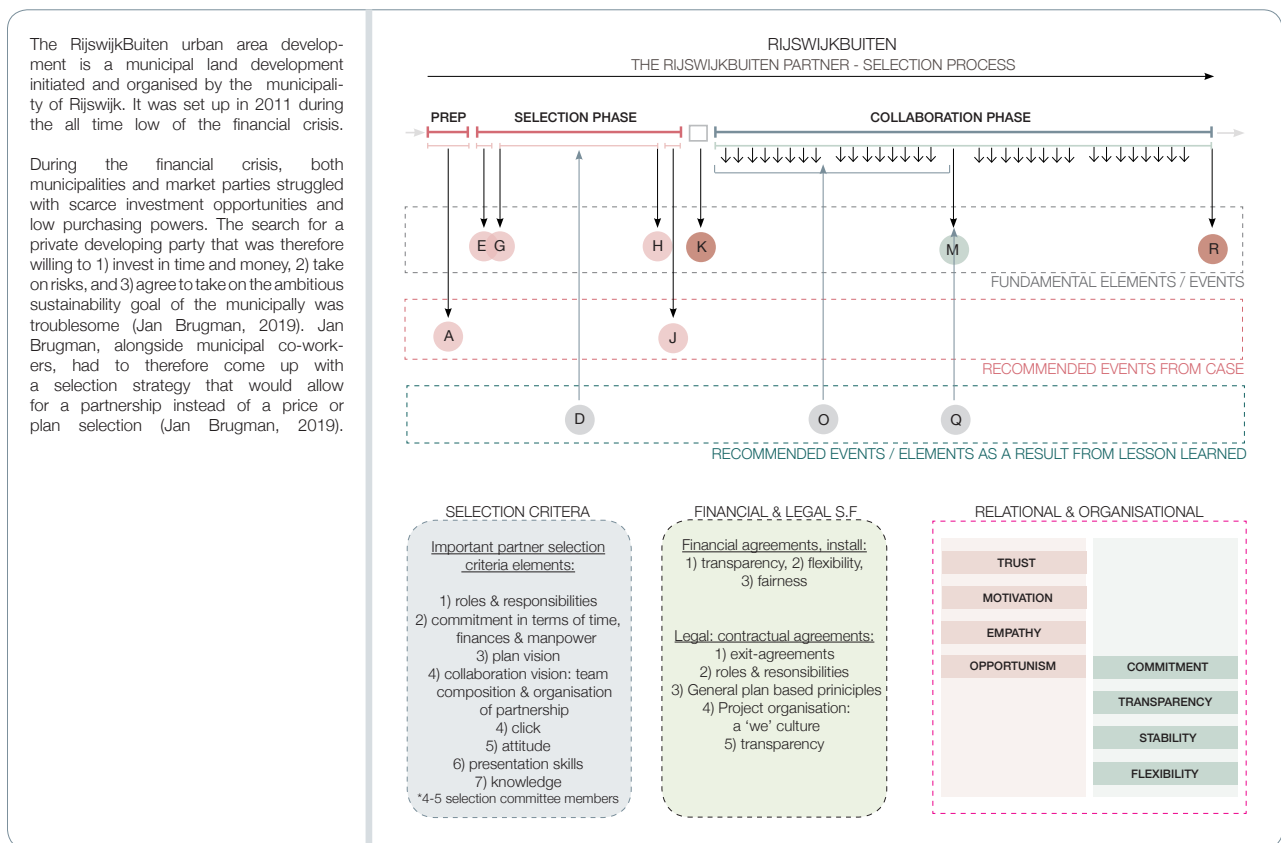 The RijswijkBuiten urban area develop-
ment is a municipal land development
initiated and organised by the municipali-
ty of Rijswijk. It was set up in 2011 during
the all time low of the financial crisis.
During the financial crisis, both
municipalities and market parties struggled
with scarce investment opportunities and
low purchasing powers. The search for a
private developing party that was therefore
willing to 1) invest in time and money, 2) take
on risks, and 3) agree to take on the ambitious
sustainability goal of the municipally was
troublesome (Jan Brugman, 2019). Jan
Brugman, alongside municipal co-work-
ers, had to therefore come up with
a selection strategy that would allow
for a partnership instead of a price or
plan selection (Jan Brugman, 2019).
RIJSWIJKBUITEN
THE RIJSWIJKBUITEN PARTNER - SELECTION PROCESS
PREP
SELECTION PHASE
COLLABORATION PHASE
E
G
H
K
M
R
FUNDAMENTAL ELEMENTS / EVENTS
A
J
RECOMMENDED EVENTS FROM CASE
D
O
Q
RECOMMENDED EVENTS / ELEMENTS AS A RESULT FROM LESSON LEARNED
SELECTION CRITERA
Important partner selection
criteria elements:
1) roles & responsibilities
2) commitment in terms of time,
finances & manpower
3) plan vision
4) collaboration vision: team
composition & organisation
of partnership
4) click
5) attitude
6) presentation skills
7) knowledge
*4-5 selection committee members
FINANCIAL & LEGAL S.F
Financial agreements, install:
1) transparency, 2) flexibility,
3) fairness
Legal: contractual agreements:
1) exit-agreements
2) roles & resonsibilities
3) General plan based priniciples
4) Project organisation:
a 'we' culture
5) transparency
RELATIONAL & ORGANISATIONAL
TRUST
MOTIVATION
EMPATHY
OPPORTUNISM
COMMITMENT
TRANSPARENCY
STABILITY
FLEXIBILITY